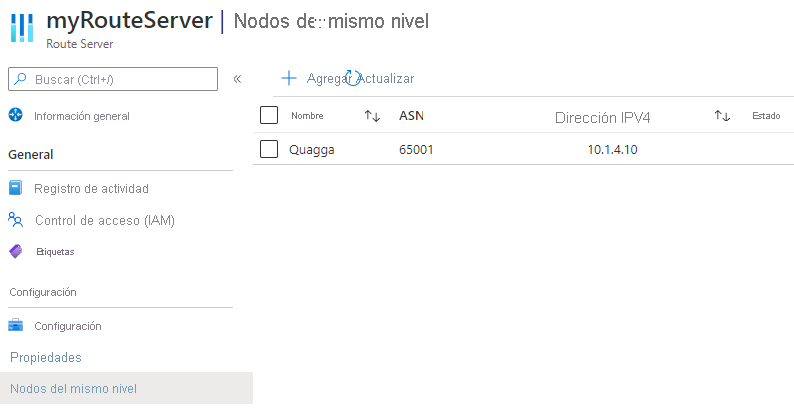 myRouteServer | Nodos de mismo nivel
Route Server
Buscar (Ctrl+/)
«
Agregar Actualizar
Información general
Nombre ASN Dirección IPV4 Estado
Quagga 65001 10.1.4.10
General
Registro de actividad
Control de acceso (IAM)
Etiquetas
Configuración
Configuración
Propiedades
Nodos del mismo nivel